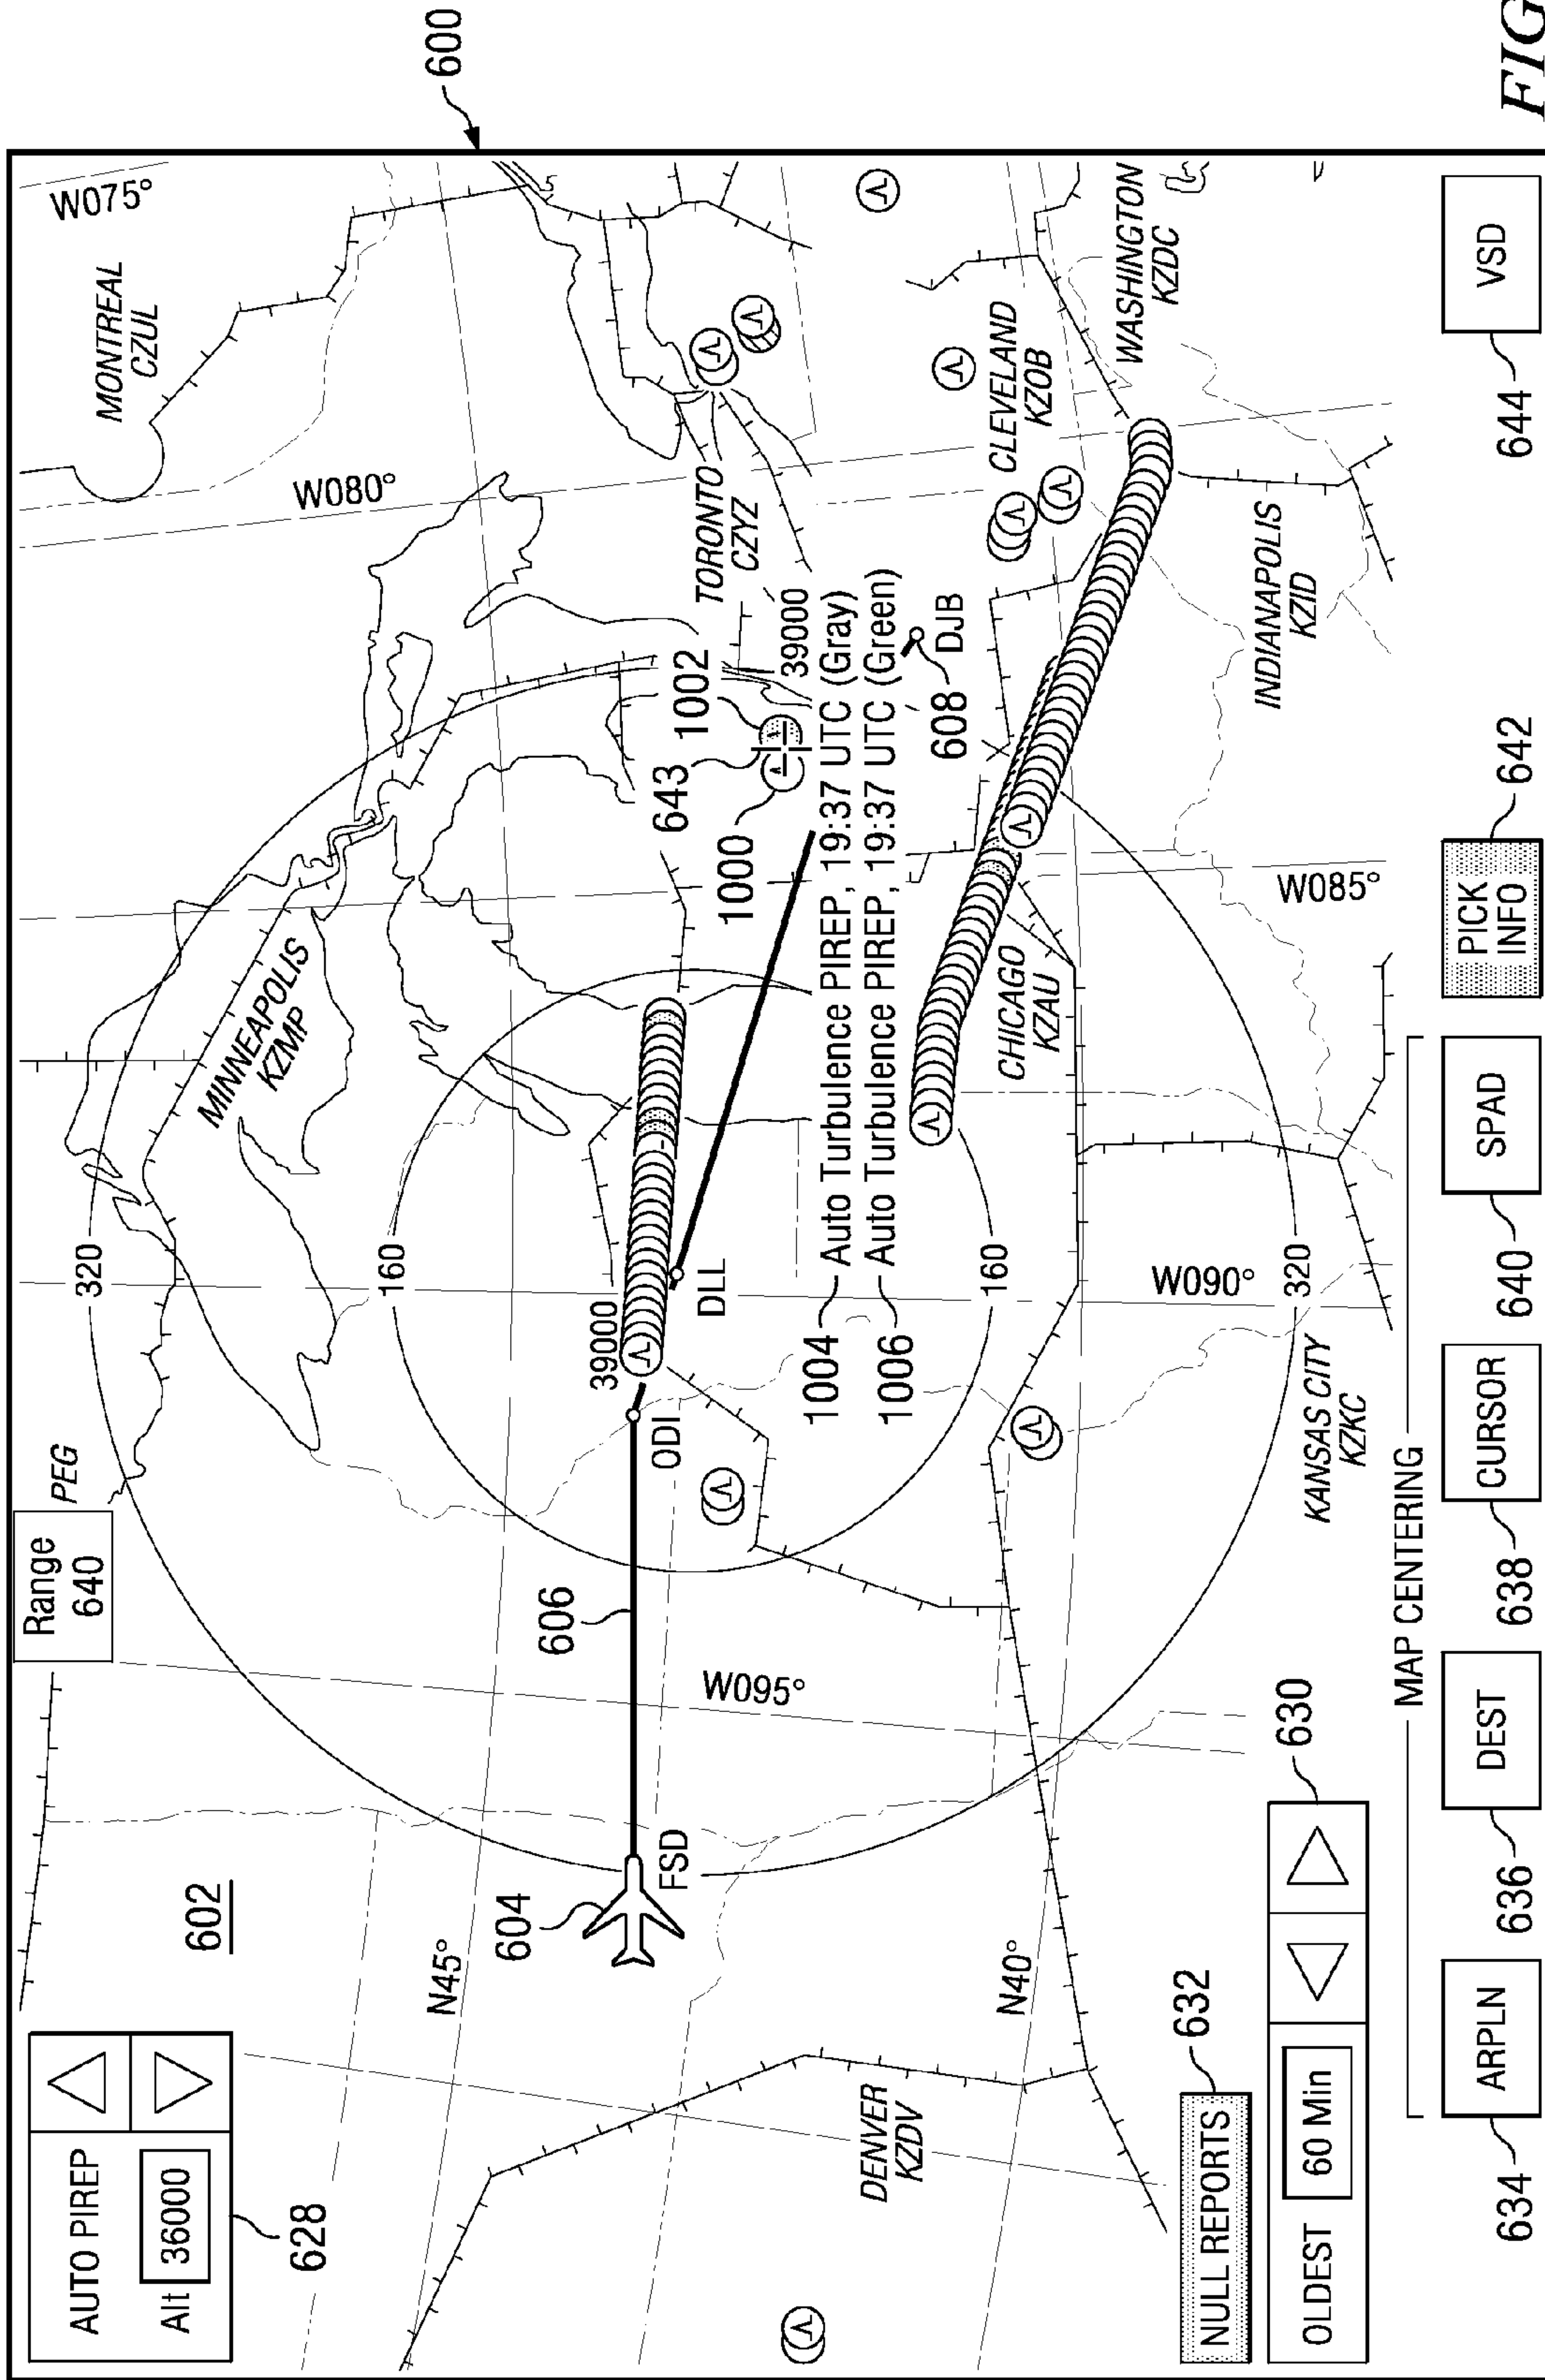 AUTO PIREP
Alt 36000
628
602
Range
640
PEG
320
MINNEAPOLIS
KZMP
MONTREAL
CZUL
W075°
600
W080°
160
N45°
604
FSD
606
ODI
39000
DLL
643
1002
1000
TORONTO
CZYZ
39000
W095°
1004
Auto Turbulence PIREP, 19:37 UTC (Gray)
1006
Auto Turbulence PIREP, 19:37 UTC (Green)
608
DJB
DENVER
KZDV
N40°
160
CHICAGO
KZAU
CLEVELAND
KZOB
WASHINGTON
KZDC
W090°
W085°
INDIANAPOLIS
KZID
320
KANSAS CITY
KZKC
NULL REPORTS
632
OLDEST 60 Min
630
MAP CENTERING
ARPLN
DEST
CURSOR
SPAD
PICK
INFO
VSD
634
636
638
640
642
644
FIG